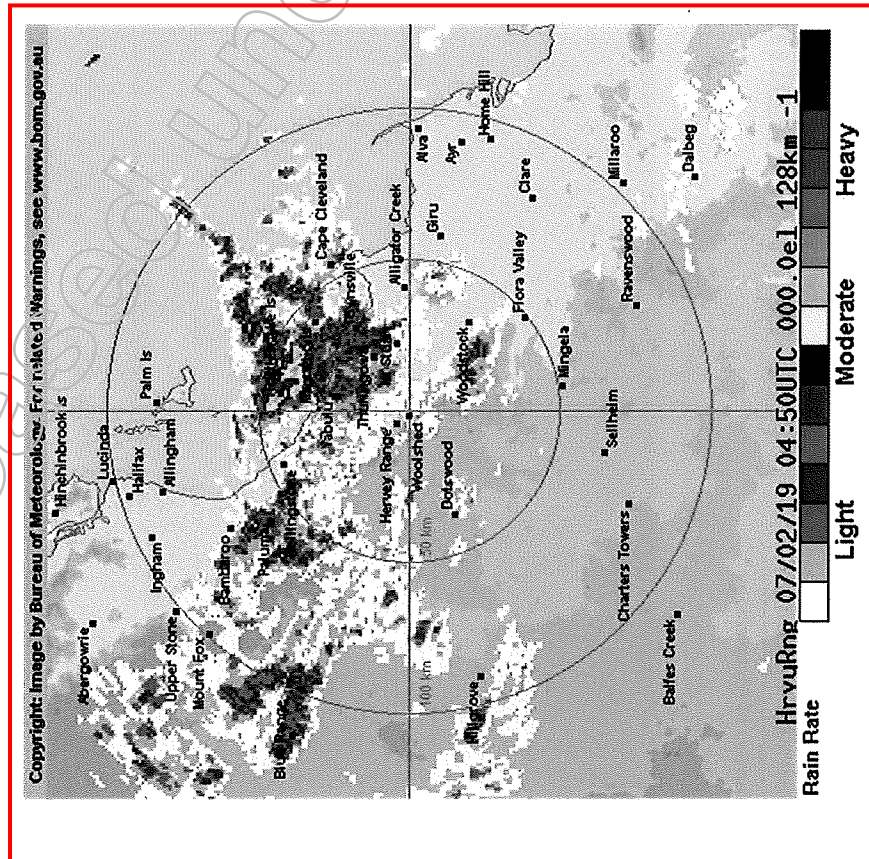 Copyright: Image by Bureau of Meteorology. For related Warnings, see www.bom.gov.au
Hinchinbrook Is
Abergowrie
Lucinda
Halifax
Palm Is
Ingham
Allingham
Upper Stone
Mount Fox
Bambaroo
Paluma
Cape Cleveland
Hervey Range
Alligator Creek
Woolshed
Alva
Giru
Ayr
Dotswood
Woodstock
Home Hill
50 km
100 km
Hillgrove
Flora Valley
Clare
Mingela
Sellheim
Charters Towers
Ravenswood
Millaroo
Balfes Creek
Dalbeg
HrvyRng 07/02/19 04:50UTC 000.0el 128km -1
Rain Rate
Light
Moderate
Heavy